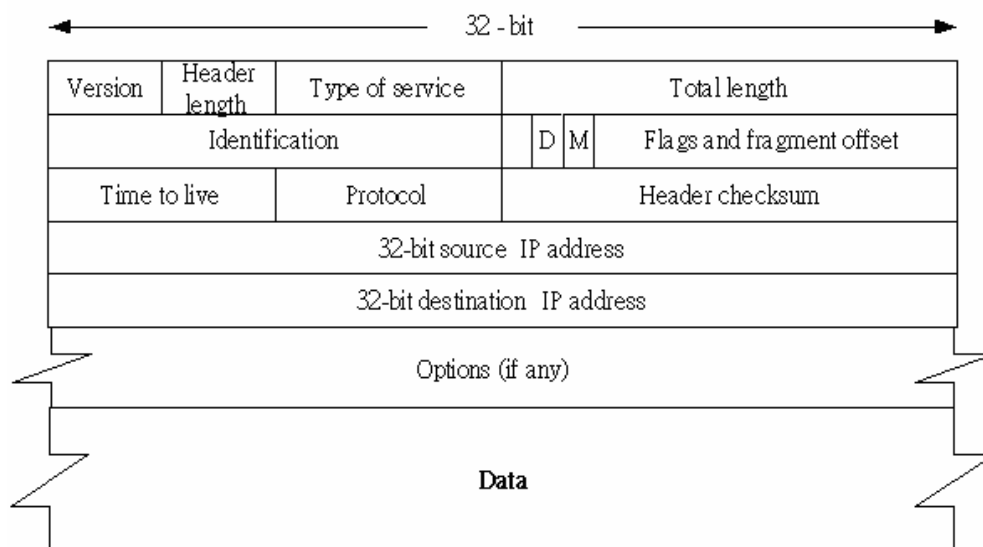 32 - bit
Version
Header
length
Type of service
Total length
Identification
D
M
Flags and fragment offset
Time to live
Protocol
Header checksum
32-bit source IP address
32-bit destination IP address
Options (if any)
Data